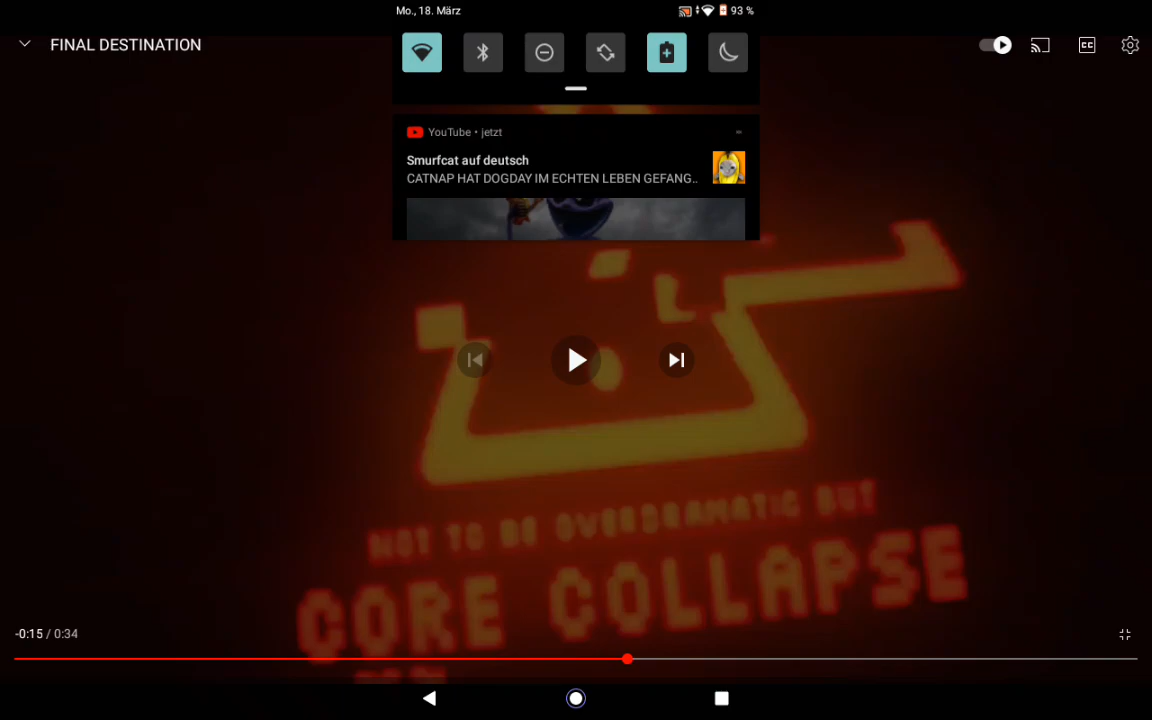 Mo., 18. März
93 %
FINAL DESTINATION
CC
YouTube • jetzt
Smurfcat auf deutsch
CATNAP HAT DOGDAY IM ECHTEN LEBEN GEFANG..
NOT TO BE OVERDRAMATIC BUT
CORE COLLAPSE
-0:15 / 0:34